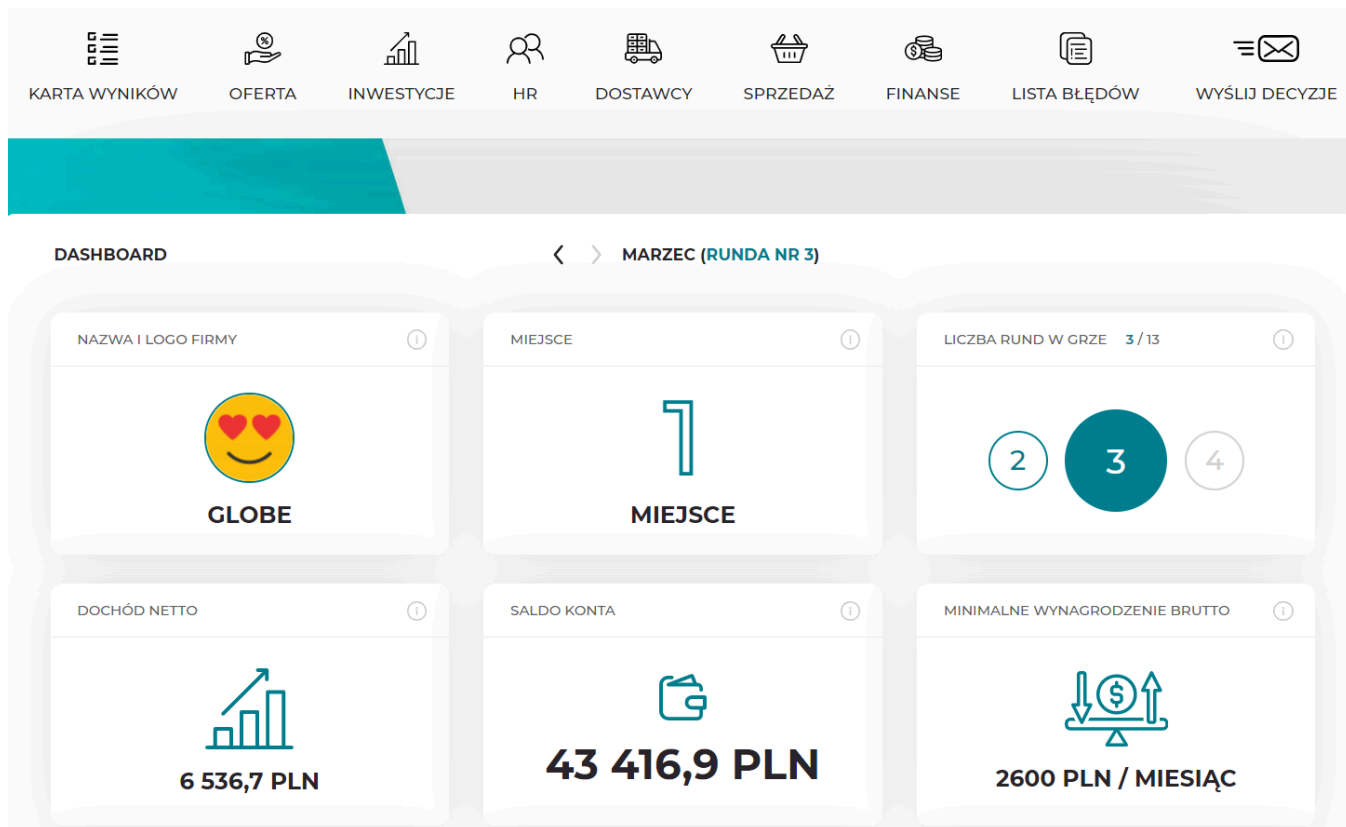 KARTA WYNIKÓW OFERTA INWESTYCJE HR DOSTAWCY SPRZEDAŻ FINANSE LISTA BŁĘDÓW WYŚLIJ DECYZJE
DASHBOARD MARZEC (RUNDA NR 3)
NAZWA I LOGO FIRMY
GLOBE
MIEJSCE
1
MIEJSCE
LICZBA RUND W GRZE 3 / 13
2 3 4
DOCHÓD NETTO
6 536,7 PLN
SALDO KONTA
43 416,9 PLN
MINIMALNE WYNAGRODZENIE BRUTTO
2600 PLN / MIESIĄC